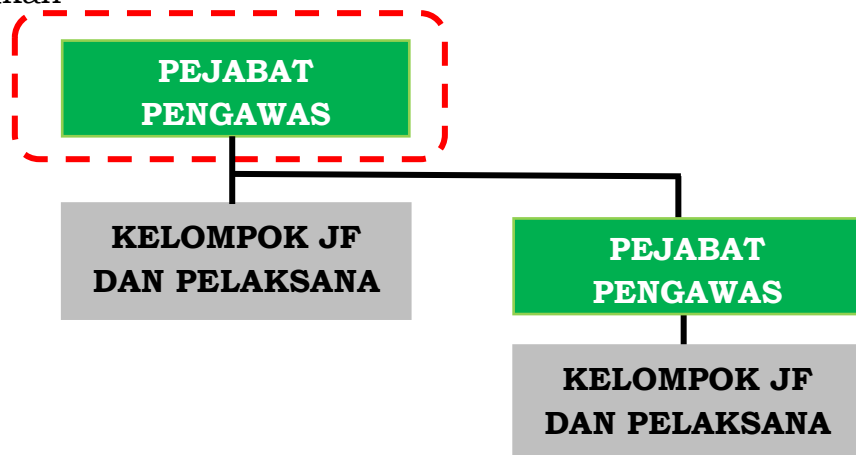 PEJABAT
PENGAWAS
KELOMPOK JF
DAN PELAKSANA
PEJABAT
PENGAWAS
KELOMPOK JF
DAN PELAKSANA